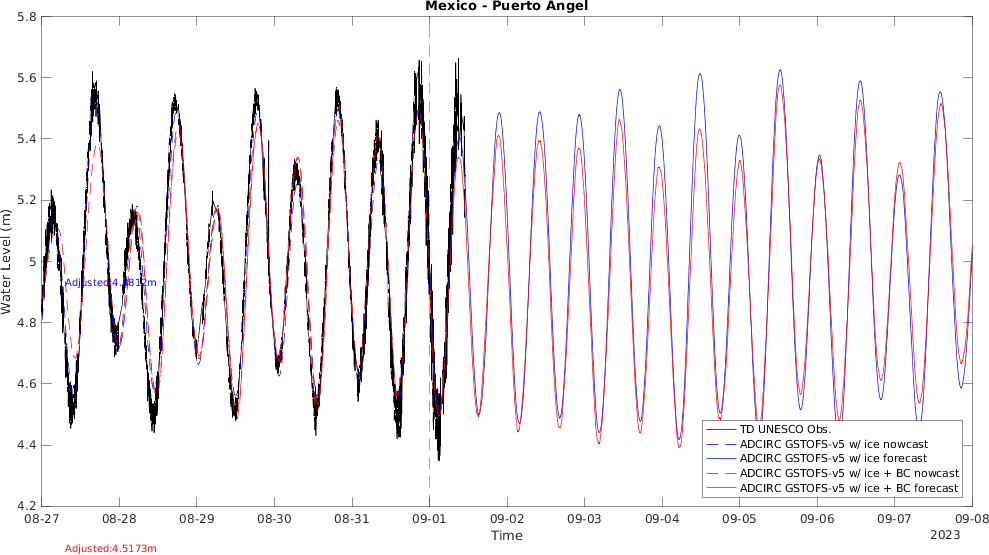 Mexico - Puerto Angel
5.8
5.6
5.4
5.2
5
4.8
4.6
4.4
4.2
Water Level (m)
Adjusted:4.4812m
TD UNESCO Obs.
ADCIRC GSTOFS-v5 w/ ice nowcast
ADCIRC GSTOFS-v5 w/ ice forecast
ADCIRC GSTOFS-v5 w/ ice + BC nowcast
ADCIRC GSTOFS-v5 w/ ice + BC forecast
08-27 08-28 08-29 08-30 08-31 09-01 09-02 09-03 09-04 09-05 09-06 09-07 09-08
Time
2023
Adjusted:4.5173m